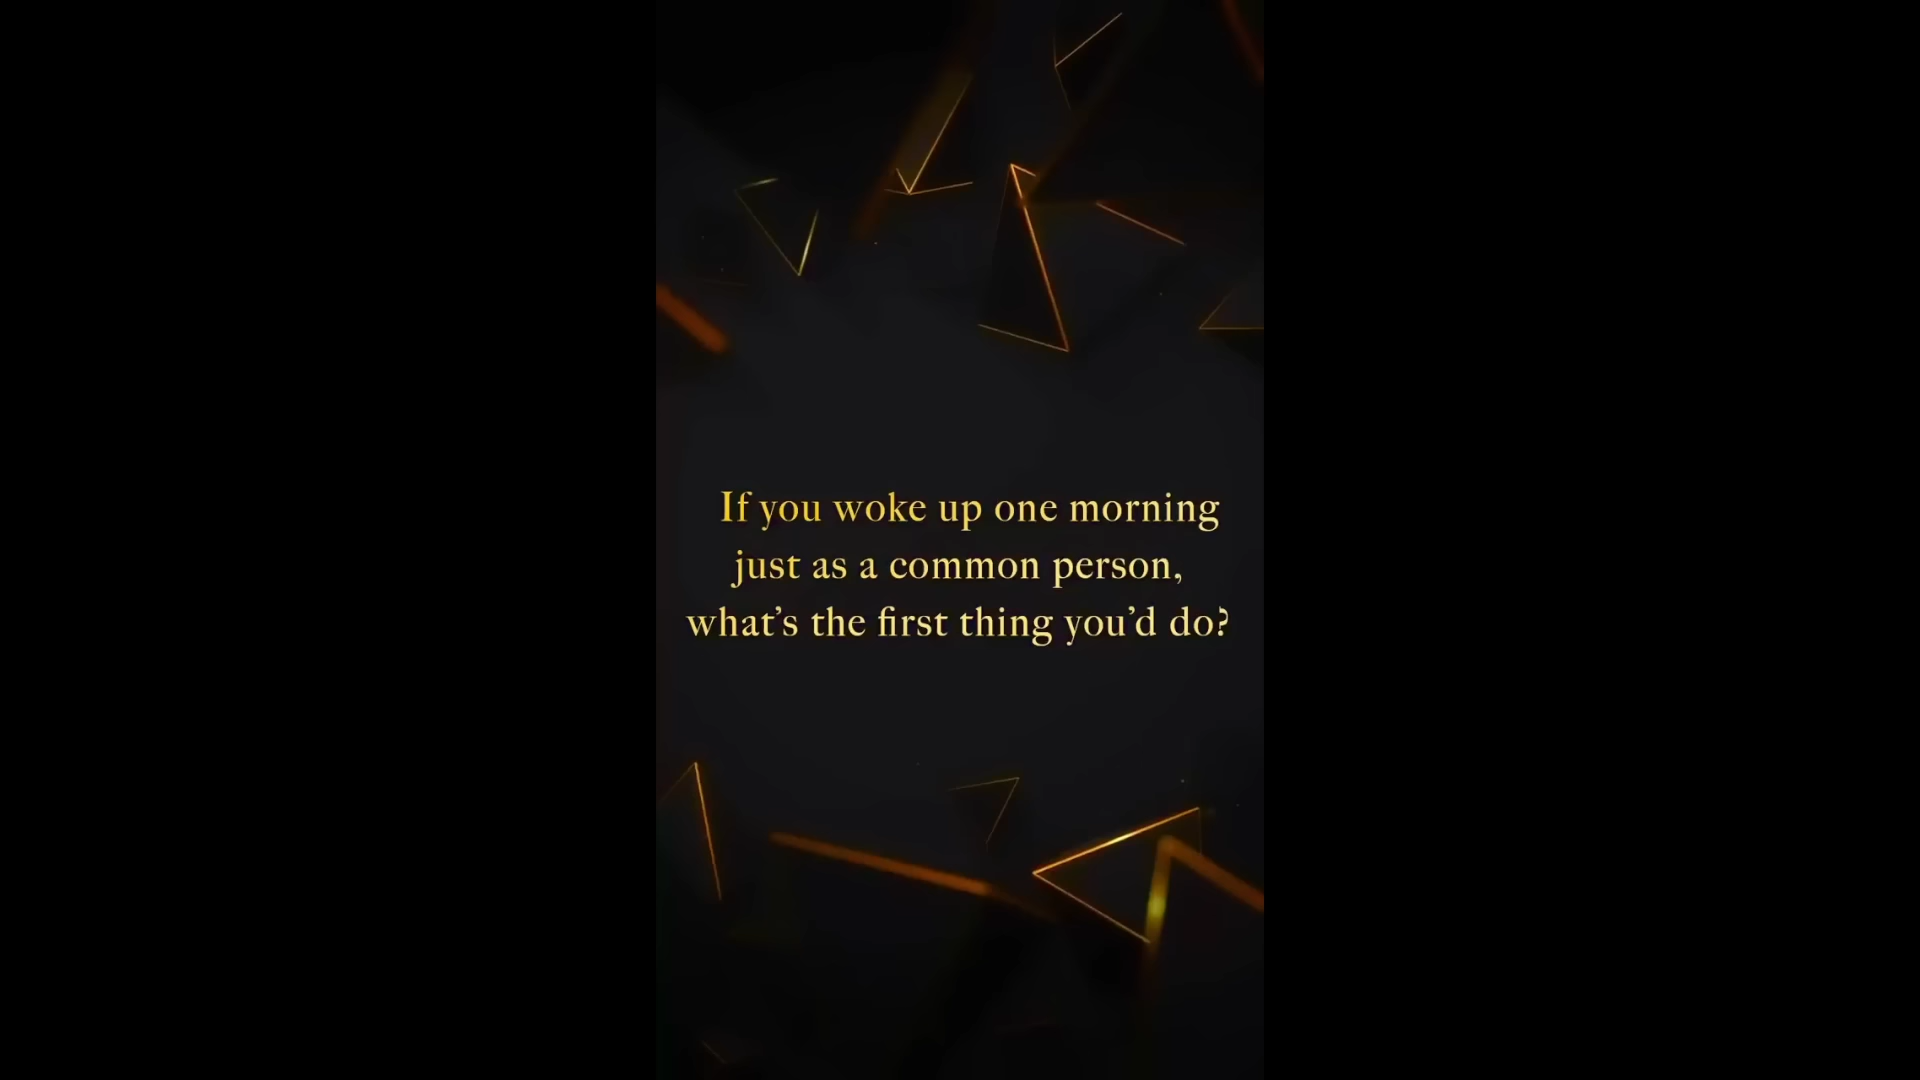 If you woke up one morning
just as a common person,
what's the first thing you'd do?